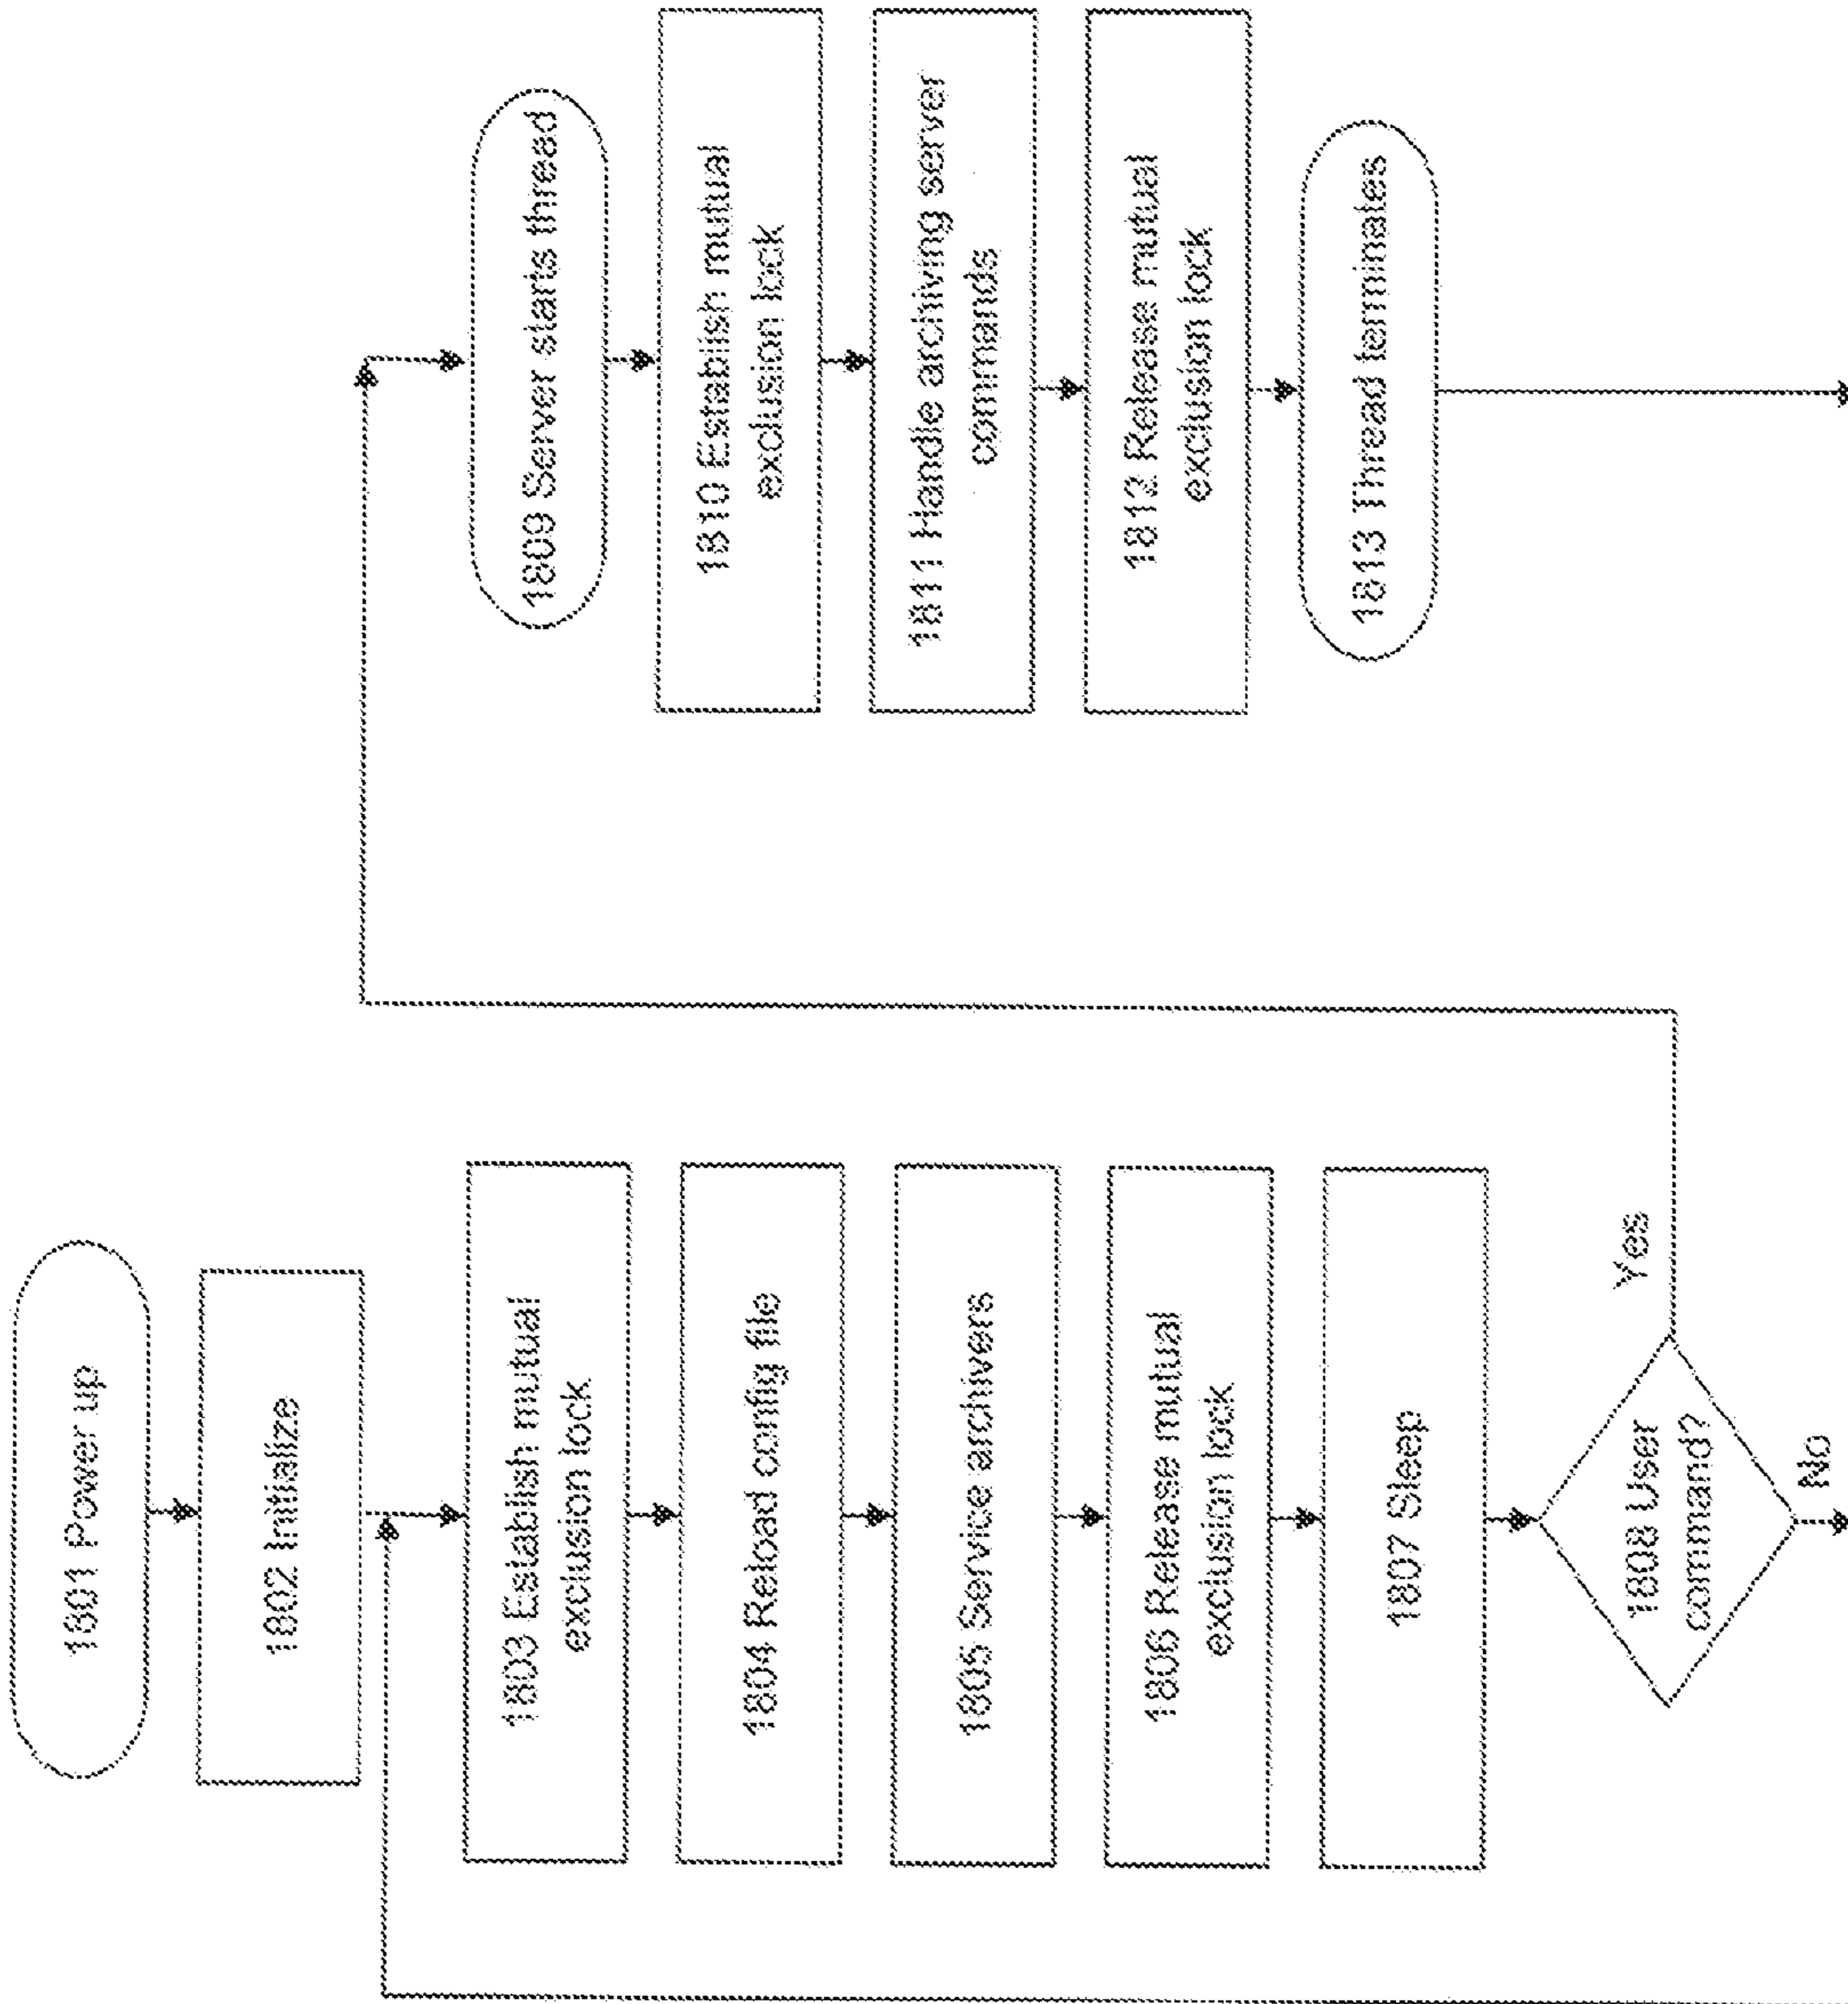 1801 Power up
1802 Initialize
1803 Establish mutual
exclusion lock
1804 Reload config file
1805 Service archivers
1806 Release mutual
exclusion lock
1807 Sleep
1808 User
command?
Yes
No
1809 Server starts thread
1810 Establish mutual
exclusion lock
1811 Handle archiving server
commands
1812 Release mutual
exclusion lock
1813 Thread terminates